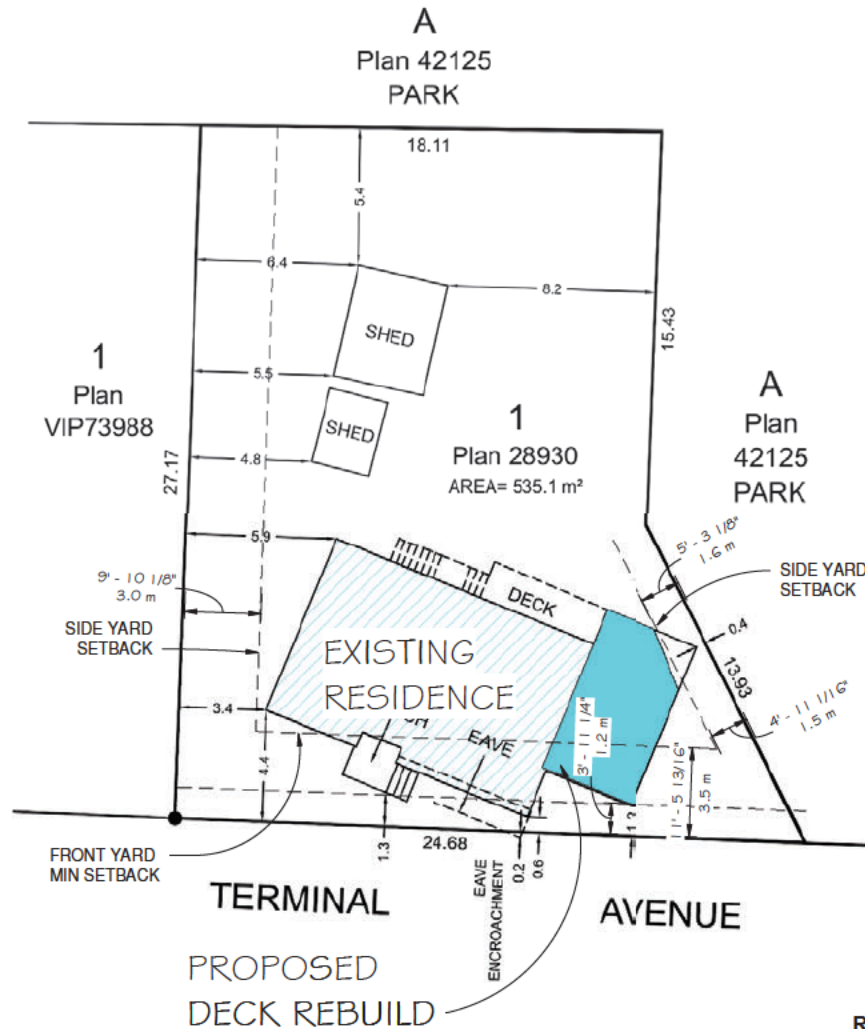 A
Plan 42125
PARK
18.11
5.4
6.4
8.2
SHED
15.43
1
Plan
VIP73988
5.5
SHED
1
Plan 28930
AREA= 535.1 m²
A
Plan
42125
PARK
4.8
27.17
5.9
5' - 3 1/8"
1.6 m
9' - 10 1/8"
3.0 m
DECK
SIDE YARD
SETBACK
SIDE YARD
SETBACK
0.4
13.93
EXISTING
RESIDENCE
3.4
EAVE
3' - 11 1/4"
1.2 m
4' - 11 1/16"
1.5 m
4.4
1' - 5 13/16"
3.5 m
FRONT YARD
MIN SETBACK
1.3
24.68
0.2
0.6
EAVE
ENCROACHMENT
TERMINAL
AVENUE
PROPOSED
DECK REBUILD
R